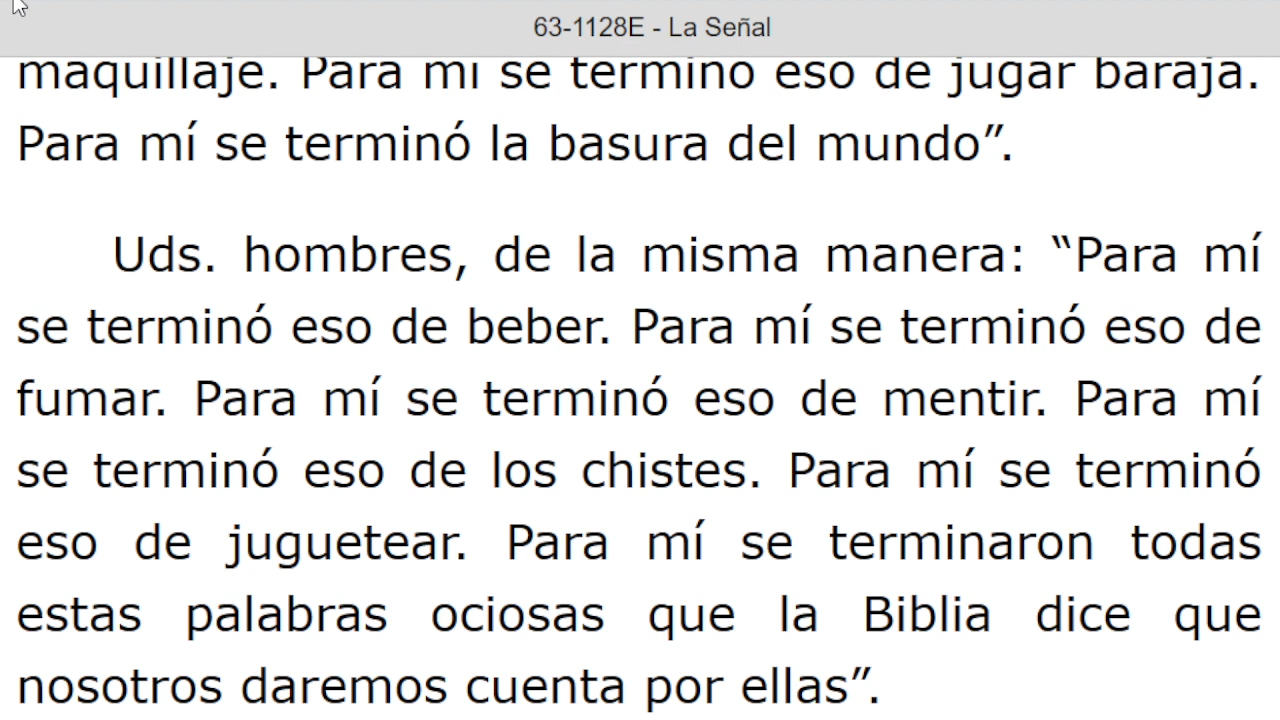 63-1128E - La Señal
maquillaje. Para mí se terminó eso de jugar baraja.
Para mí se terminó la basura del mundo”.
Uds. hombres, de la misma manera: “Para mí
se terminó eso de beber. Para mí se terminó eso de
fumar. Para mí se terminó eso de mentir. Para mí
se terminó eso de los chistes. Para mí se terminó
eso de juguetear. Para mí se terminaron todas
estas palabras ociosas que la Biblia dice que
nosotros daremos cuenta por ellas”.